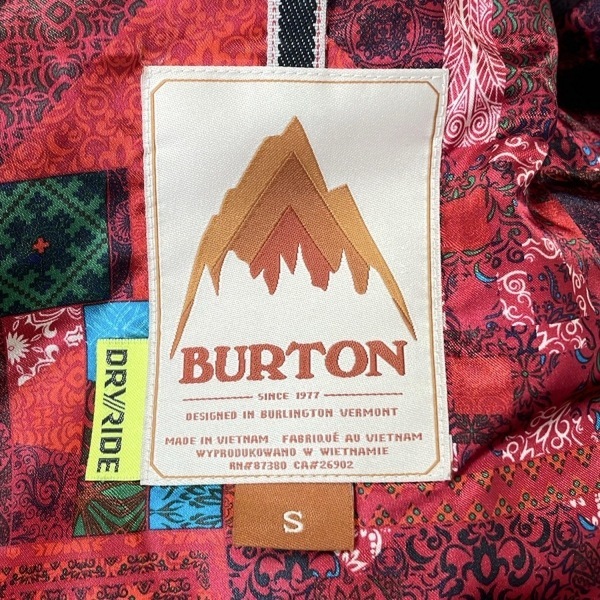 BURTON
SINCE 1977
DESIGNED IN BURLINGTON VERMONT
MADE IN VIETNAM FABRIQUÉ AU VIETNAM
WYPRODUKOWANO W WIETNAMIE
RN#87380 CA#26902
DRY//RIDE
S